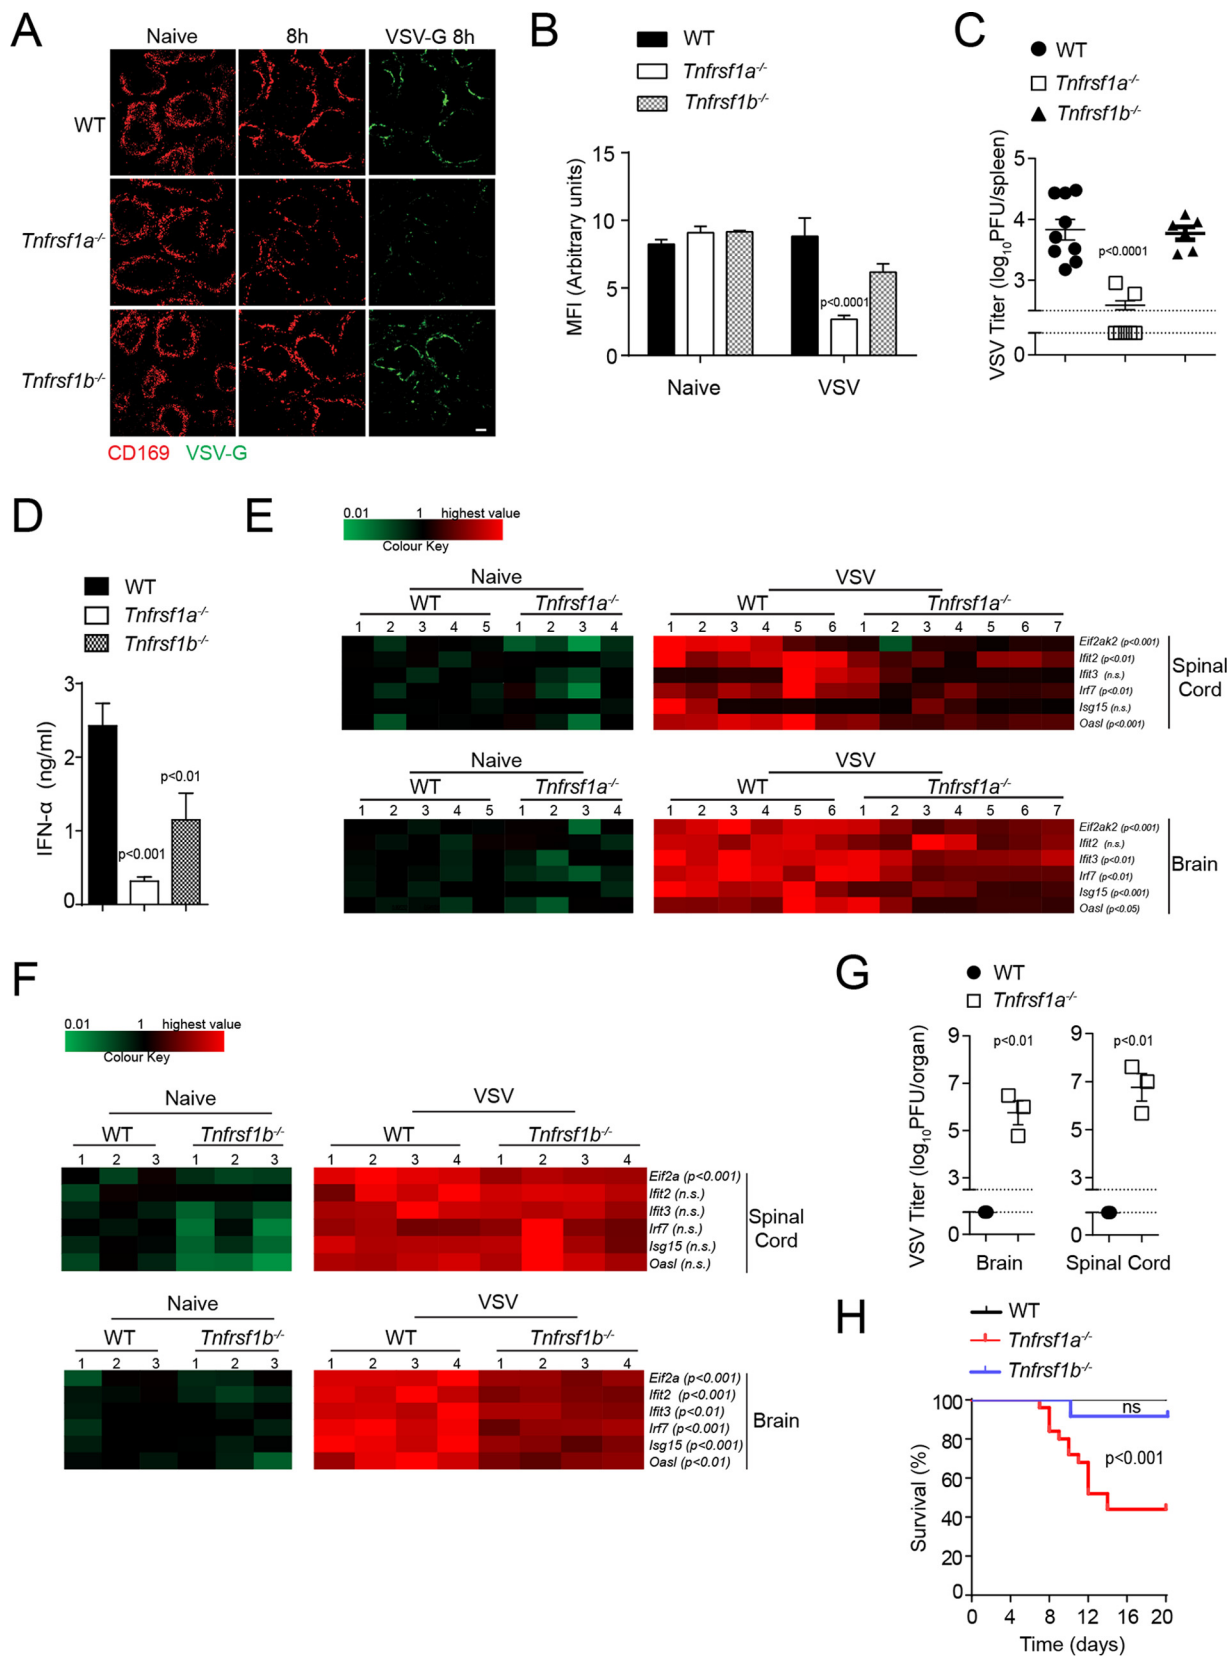 A
Naive 8h VSV-G 8h
WT
Tnfrsf1a-/-
Tnfrsf1b-/-
CD169 VSV-G
B
WT
Tnfrsf1a-/-
Tnfrsf1b-/-
MFI (Arbitrary units)
15
10
5
0
p<0.0001
Naive VSV
C
WT
Tnfrsf1a-/-
Tnfrsf1b-/-
VSV Titer (log10PFU/spleen)
5
4
3
0
p<0.0001
D
WT
Tnfrsf1a-/-
Tnfrsf1b-/-
IFN-α (ng/ml)
3
2
1
0
p<0.001
p<0.01
E
0.01 1 highest value
Colour Key
Naive VSV
WT Tnfrsf1a-/- WT Tnfrsf1a-/-
1 2 3 4 5 1 2 3 4 1 2 3 4 5 6 1 2 3 4 5 6 7
Eif2ak2 (p<0.001)
Ifit2 (p<0.01)
Ifit3 (n.s.)
Irf7 (p<0.01)
Isg15 (n.s.)
Oasl (p<0.001)
Spinal
Cord
Naive VSV
WT Tnfrsf1a-/- WT Tnfrsf1a-/-
1 2 3 4 5 1 2 3 4 1 2 3 4 5 6 1 2 3 4 5 6 7
Eif2ak2 (p<0.001)
Ifit2 (n.s.)
Ifit3 (p<0.01)
Irf7 (p<0.01)
Isg15 (p<0.001)
Oasl (p<0.05)
Brain
F
0.01 1 highest value
Colour Key
Naive VSV
WT Tnfrsf1b-/- WT Tnfrsf1b-/-
1 2 3 1 2 3 1 2 3 4 1 2 3 4
Eif2a (p<0.001)
Ifit2 (n.s.)
Ifit3 (n.s.)
Irf7 (n.s.)
Isg15 (n.s.)
Oasl (n.s.)
Spinal
Cord
Naive VSV
WT Tnfrsf1b-/- WT Tnfrsf1b-/-
1 2 3 1 2 3 1 2 3 4 1 2 3 4
Eif2a (p<0.001)
Ifit2 (p<0.001)
Ifit3 (p<0.01)
Irf7 (p<0.001)
Isg15 (p<0.001)
Oasl (p<0.01)
Brain
G
WT
Tnfrsf1a-/-
VSV Titer (log10PFU/organ)
9
7
5
3
0
p<0.01
Brain
9
7
5
3
0
p<0.01
Spinal Cord
H
WT
Tnfrsf1a-/-
Tnfrsf1b-/-
Survival (%)
100
80
60
40
20
0
ns
p<0.001
0 4 8 12 16 20
Time (days)